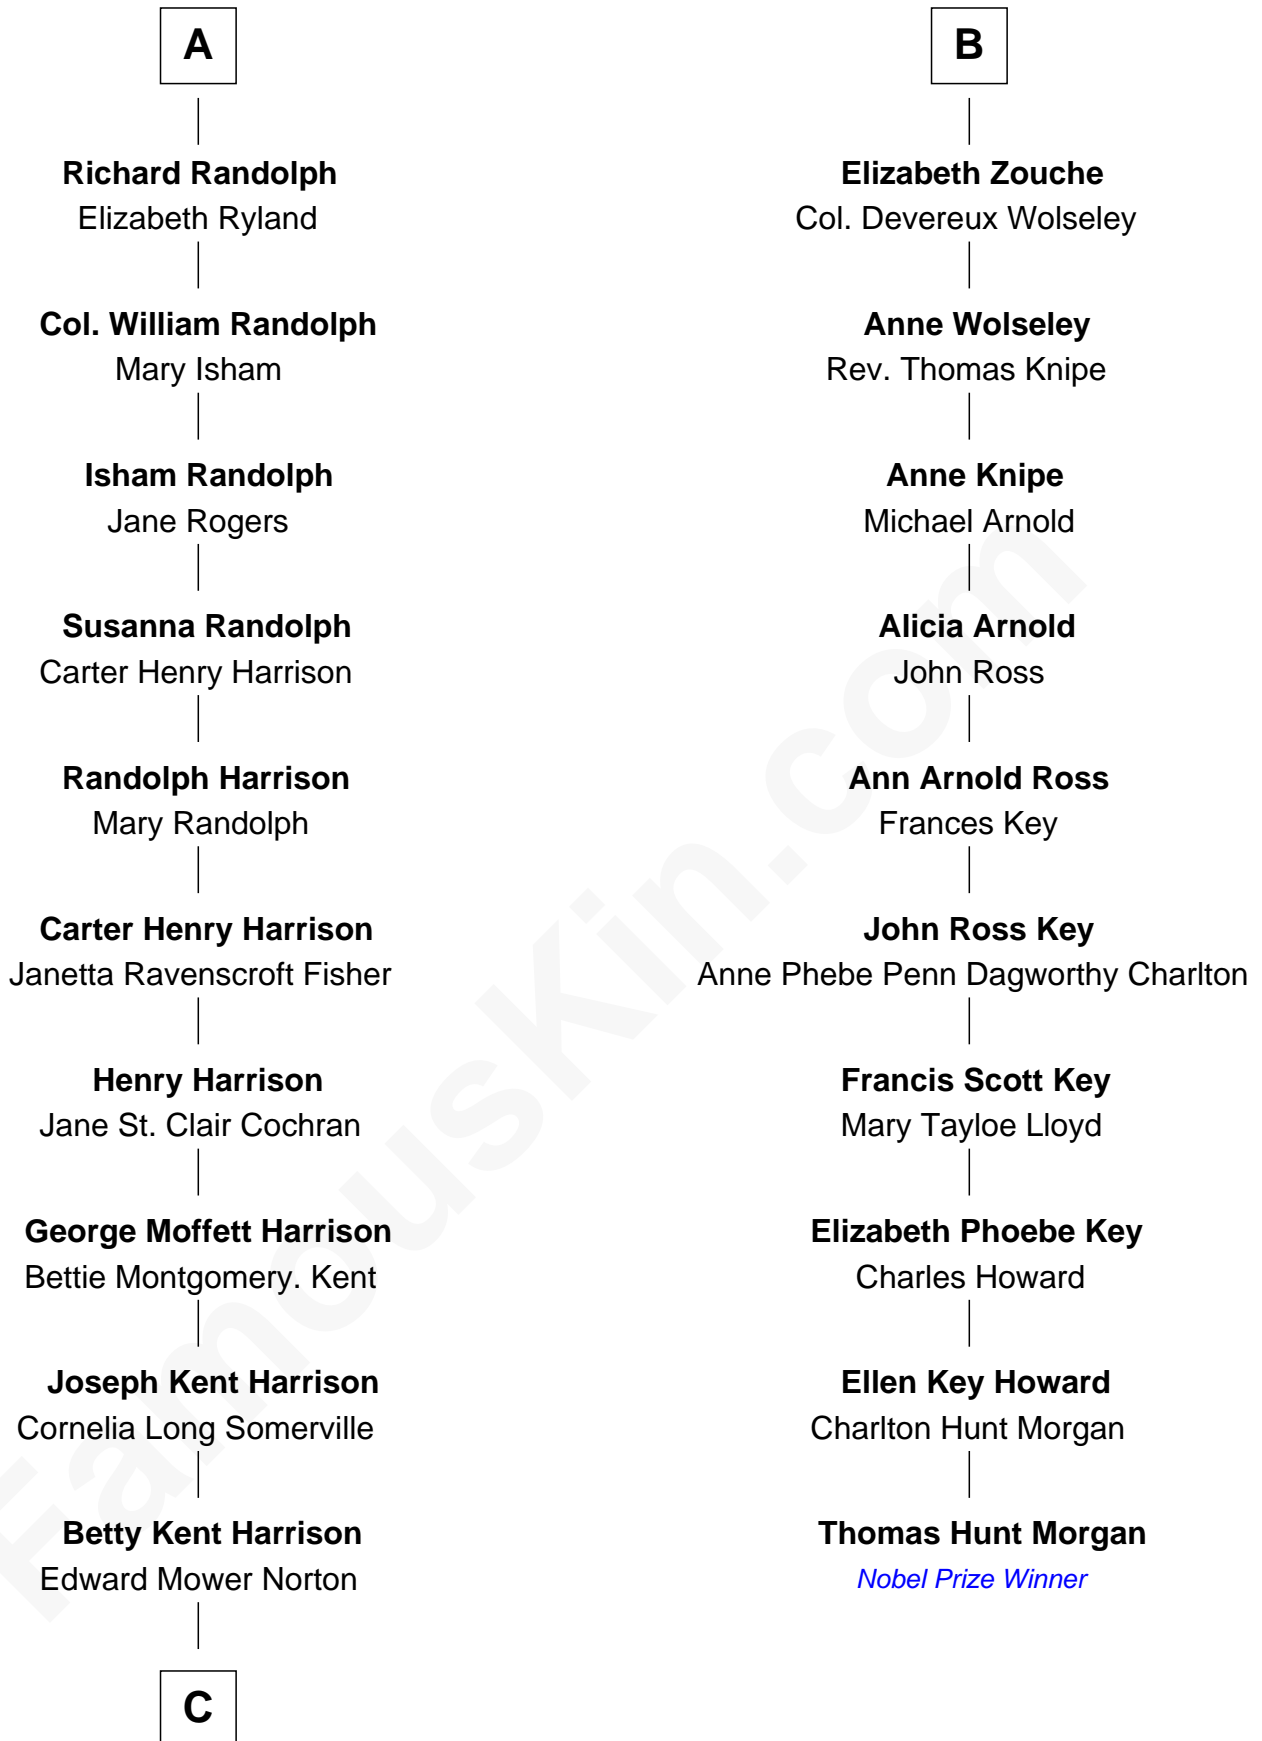 A
Richard Randolph
Elizabeth Ryland
Col. William Randolph
Mary Isham
Isham Randolph
Jane Rogers
Susanna Randolph
Carter Henry Harrison
Randolph Harrison
Mary Randolph
Carter Henry Harrison
Janetta Ravenscroft Fisher
Henry Harrison
Jane St. Clair Cochran
George Moffett Harrison
Bettie Montgomery. Kent
Joseph Kent Harrison
Cornelia Long Somerville
Betty Kent Harrison
Edward Mower Norton
C
B
Elizabeth Zouche
Col. Devereux Wolseley
Anne Wolseley
Rev. Thomas Knipe
Anne Knipe
Michael Arnold
Alicia Arnold
John Ross
Ann Arnold Ross
Frances Key
John Ross Key
Anne Phebe Penn Dagworthy Charlton
Francis Scott Key
Mary Tayloe Lloyd
Elizabeth Phoebe Key
Charles Howard
Ellen Key Howard
Charlton Hunt Morgan
Thomas Hunt Morgan
Nobel Prize Winner
FamousKin.com